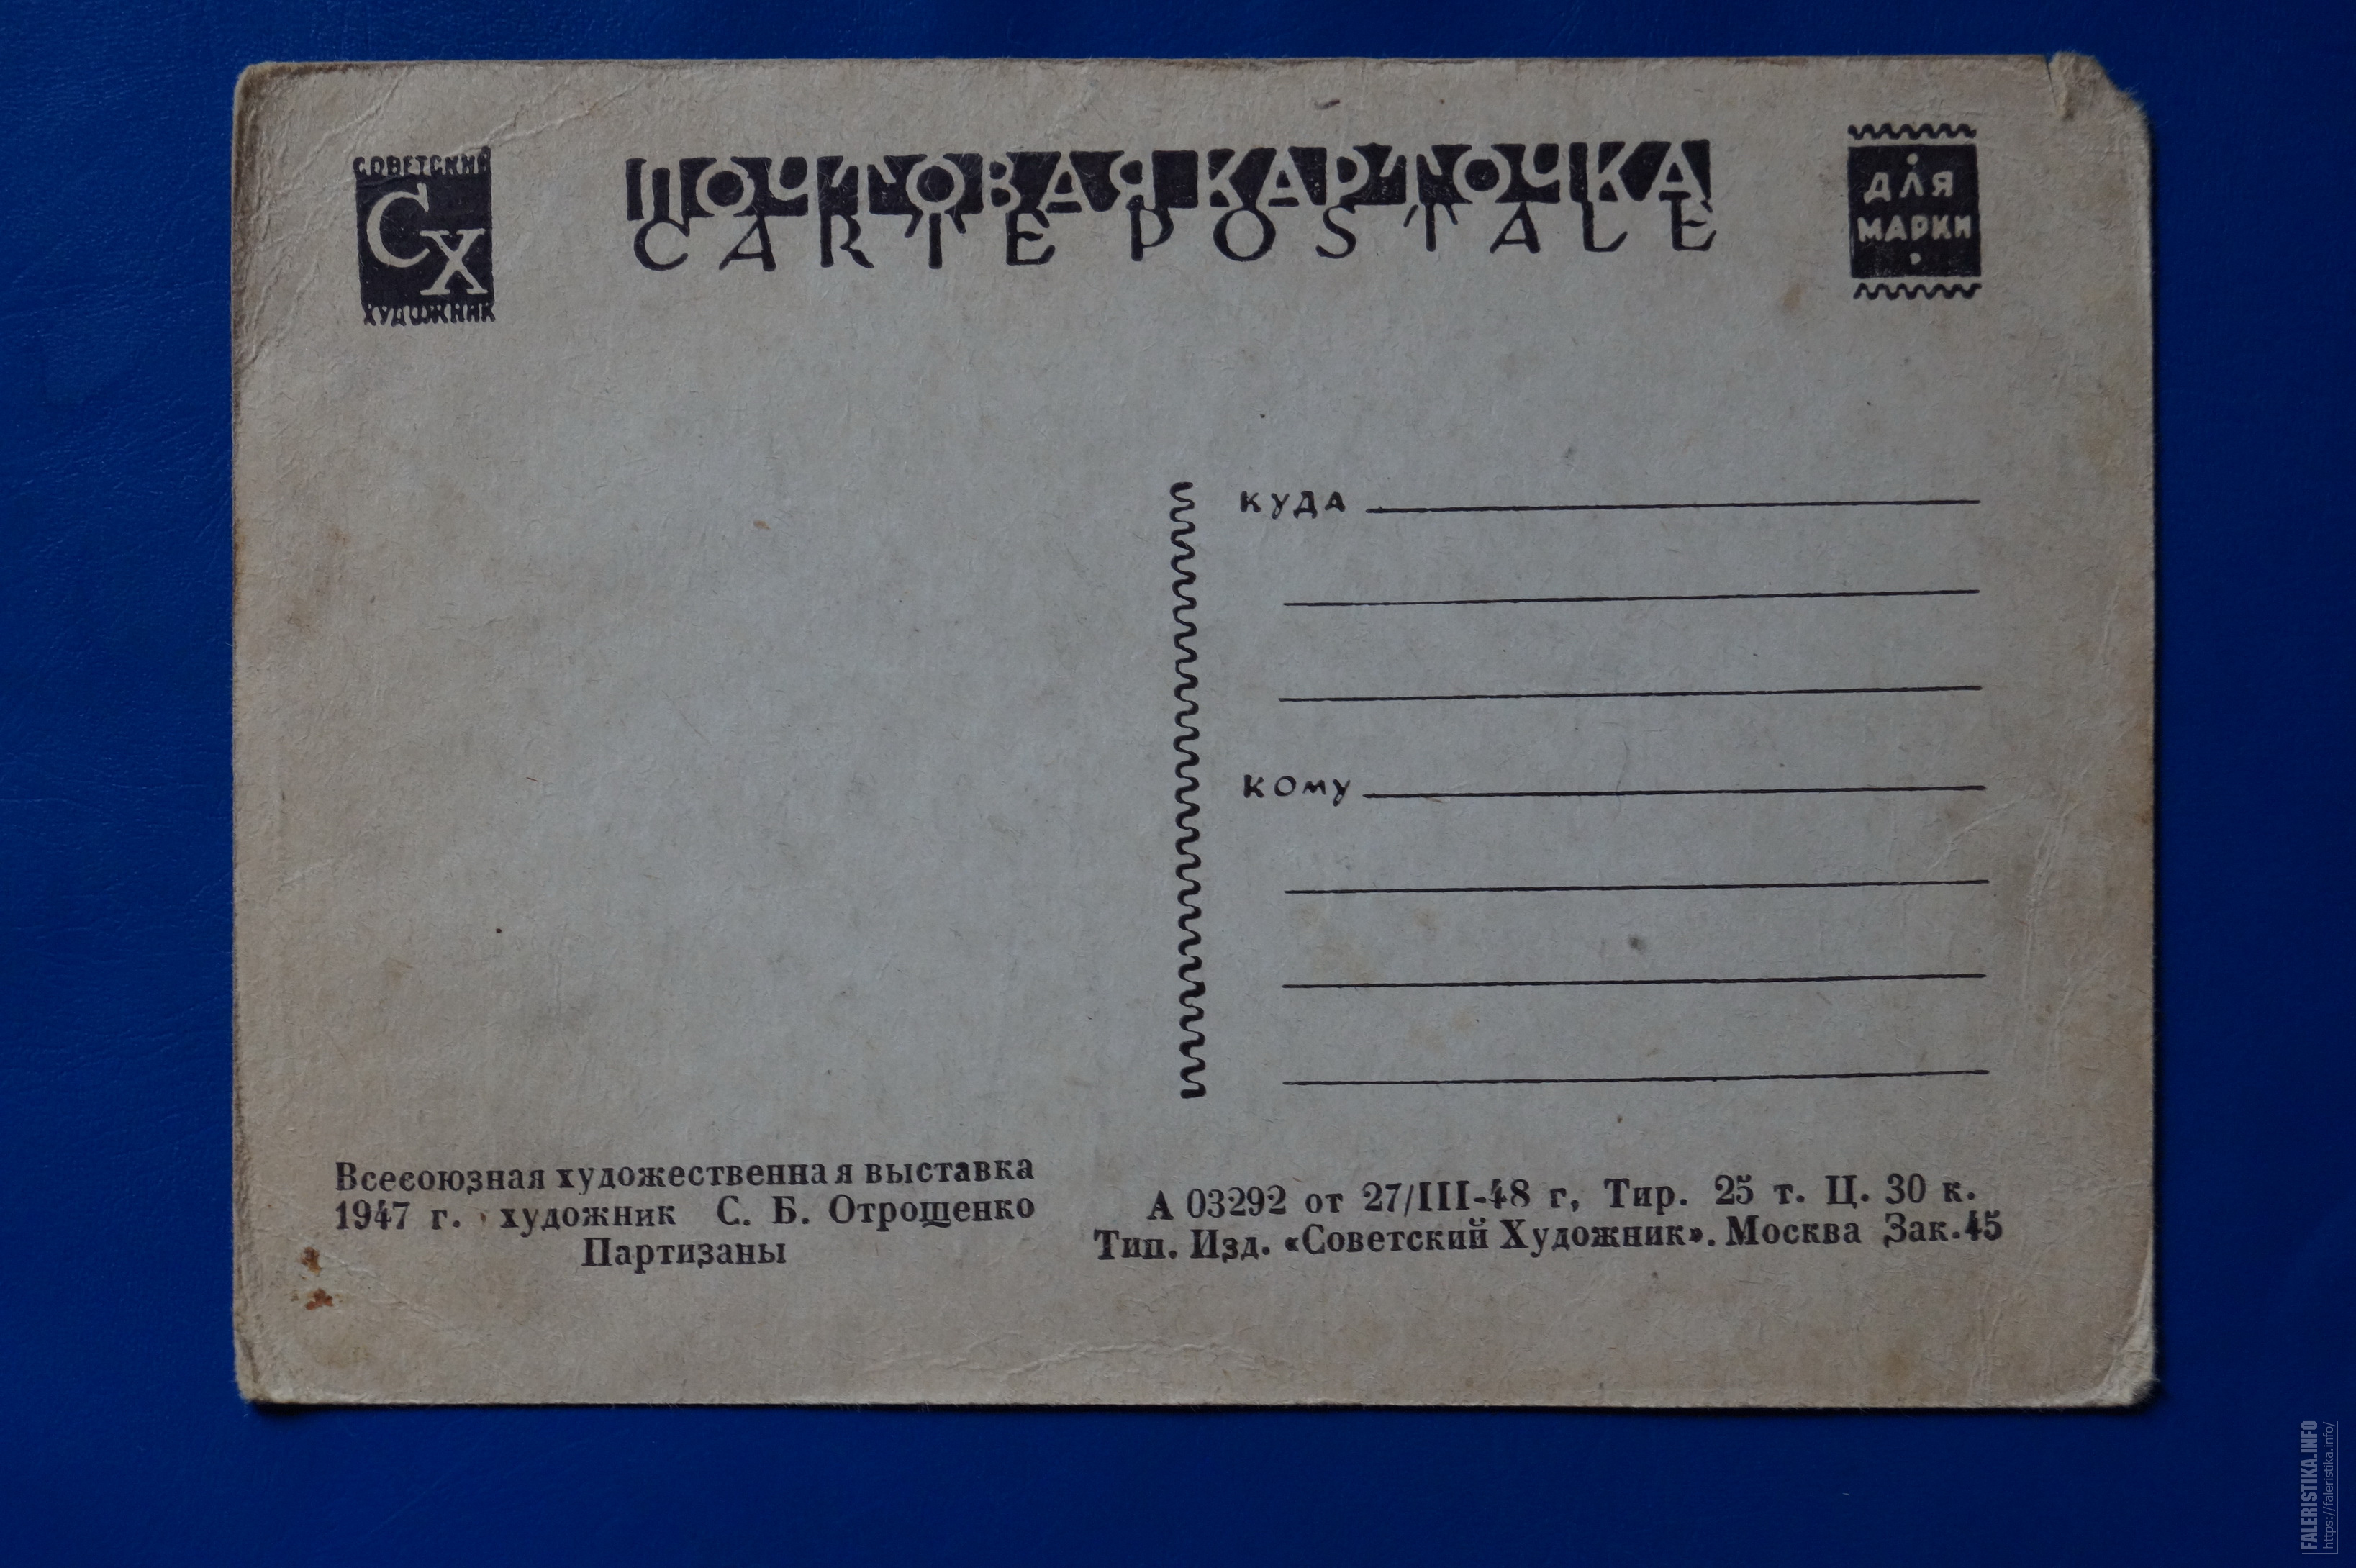 СОВЕТСКИЙ
СХ
ХУДОЖНИК
ПОЧТОВАЯ КАРТОЧКА
CARTE POSTALE
ДЛЯ
МАРКИ
КУДА
КОМУ
Всесоюзная художественная выставка
1947 г. художник С. Б. Отрощенко
Партизаны
А 03292 от 27/III-48 г, Тир. 25 т. Ц. 30 к.
Тип. Изд. «Советский Художник». Москва Зак.45
FALERISTIKA.INFO
https://faleristika.info/